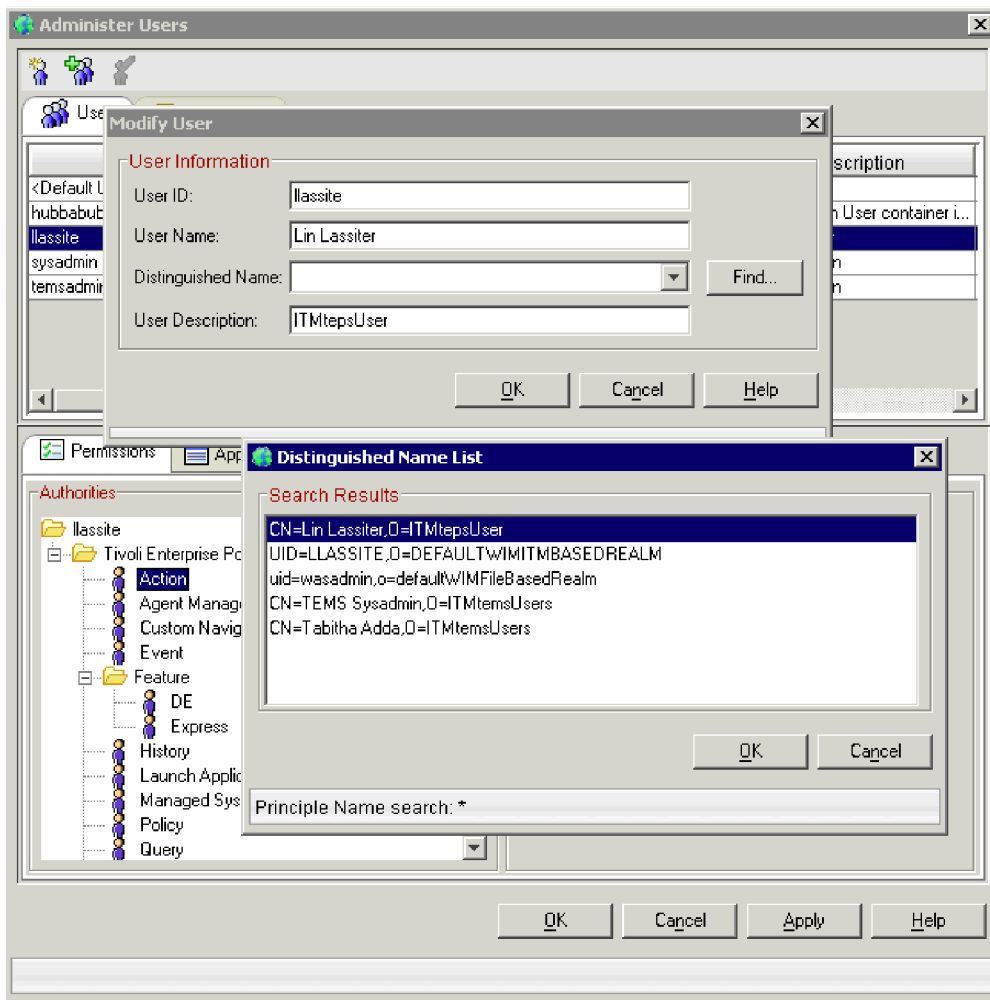 Administer Users
Use
Modify User
User Information
scription
<Default U
User ID:
llassite
hubbabub
n User container i...
User Name:
Lin Lassiter
llassite
sysadmin
Distinguished Name:
Find...
n
temsadmin
n
User Description:
ITMtepsUser
OK
Cancel
Help
Permissions
App
Distinguished Name List
Authorities
Search Results
llassite
CN=Lin Lassiter,O=ITMtepsUser
Tivoli Enterprise Po
UID=LLASSITE,O=DEFAULTWIMITMBASEDREALM
Action
uid=wasadmin,o=defaultWIMFileBasedRealm
Agent Manag
CN=TEMS Sysadmin,O=ITMtemsUsers
Custom Navig
CN=Tabitha Adda,O=ITMtemsUsers
Event
Feature
DE
Express
History
OK
Cancel
Launch Applic
Managed Sys
Principle Name search: *
Policy
Query
OK
Cancel
Apply
Help